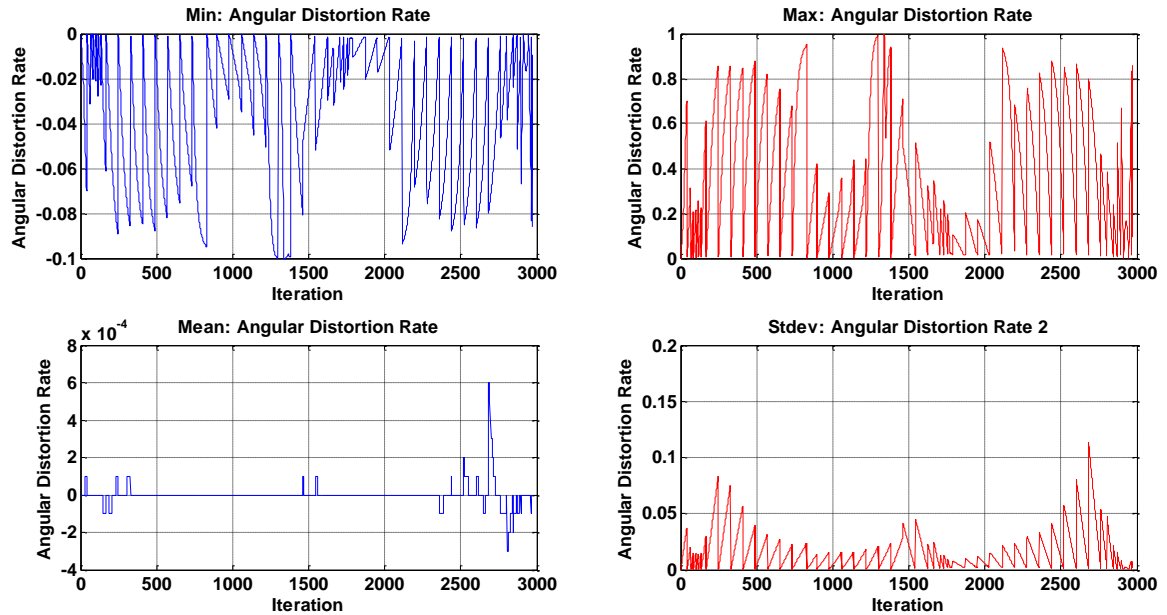 Min: Angular Distortion Rate
Angular Distortion Rate
0
-0.02
-0.04
-0.06
-0.08
-0.1
0 500 1000 1500 2000 2500 3000
Iteration
Max: Angular Distortion Rate
Angular Distortion Rate
1
0.8
0.6
0.4
0.2
0
0 500 1000 1500 2000 2500 3000
Iteration
x 10-4
Mean: Angular Distortion Rate
Angular Distortion Rate
8
6
4
2
0
-2
-4
0 500 1000 1500 2000 2500 3000
Iteration
Stdev: Angular Distortion Rate 2
Angular Distortion Rate
0.2
0.15
0.1
0.05
0
0 500 1000 1500 2000 2500 3000
Iteration